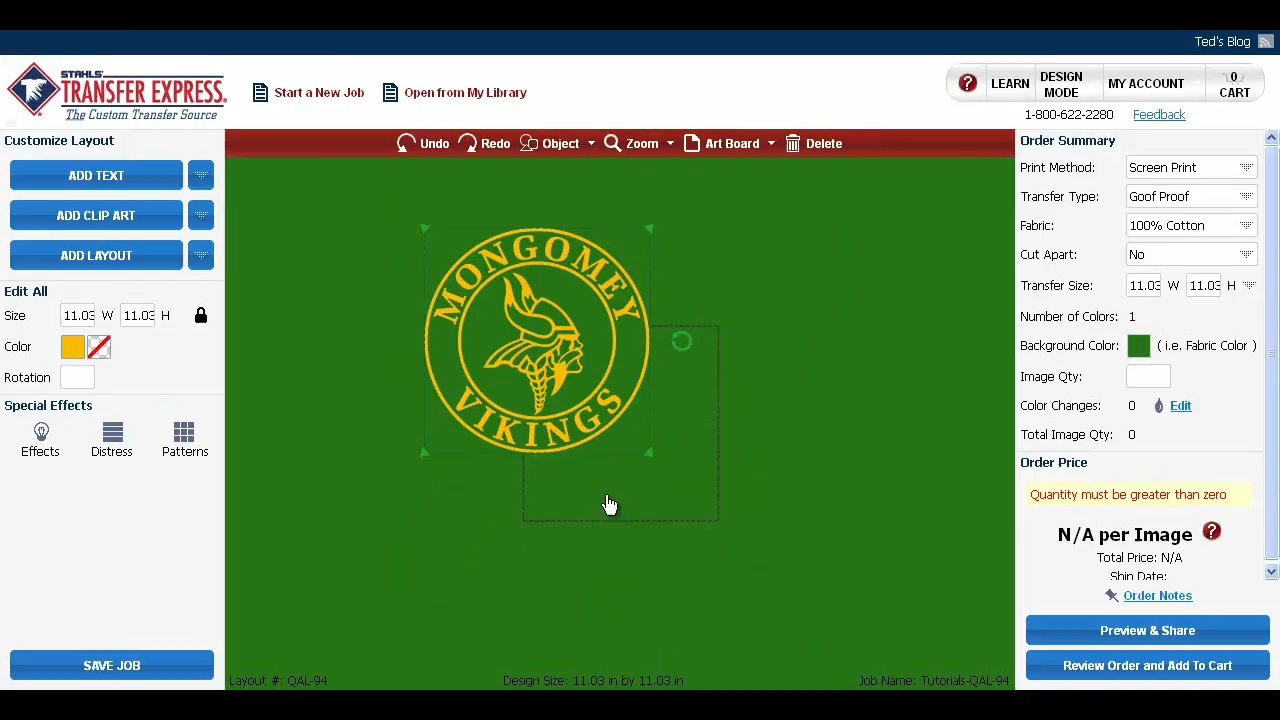 Ted's Blog
STAHLS'
TRANSFER EXPRESS.
The Custom Transfer Source
Start a New Job
Open from My Library
?
LEARN
DESIGN MODE
MY ACCOUNT
0 CART
1-800-622-2280 Feedback
Customize Layout
Undo Redo Object Zoom Art Board Delete
Order Summary
ADD TEXT
ADD CLIP ART
ADD LAYOUT
Edit All
Size 11.03 W 11.03 H
Color
Rotation
Special Effects
Effects Distress Patterns
SAVE JOB
MONGOMEY
VIKINGS
Layout #: QAL-94
Design Size: 11.03 in by 11.03 in
Job Name: Tutorials-QAL-94
Print Method: Screen Print
Transfer Type: Goof Proof
Fabric: 100% Cotton
Cut Apart: No
Transfer Size: 11.03 W 11.03 H
Number of Colors: 1
Background Color: ( i.e. Fabric Color )
Image Qty:
Color Changes: 0 Edit
Total Image Qty: 0
Order Price
Quantity must be greater than zero
N/A per Image ?
Total Price: N/A
Ship Date:
Order Notes
Preview & Share
Review Order and Add To Cart